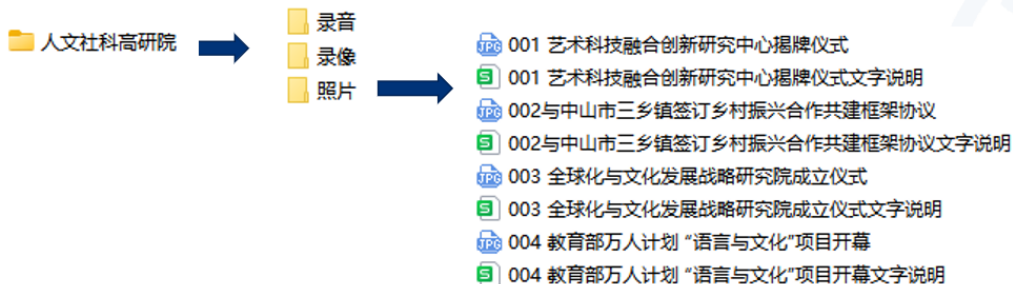 人文社科高研院
录音
录像
照片
JPG 001 艺术科技融合创新研究中心揭牌仪式
S 001 艺术科技融合创新研究中心揭牌仪式文字说明
JPG 002与中山市三乡镇签订乡村振兴合作共建框架协议
S 002与中山市三乡镇签订乡村振兴合作共建框架协议文字说明
JPG 003 全球化与文化发展战略研究院成立仪式
S 003 全球化与文化发展战略研究院成立仪式文字说明
JPG 004 教育部万人计划 “语言与文化”项目开幕
S 004 教育部万人计划 “语言与文化”项目开幕文字说明